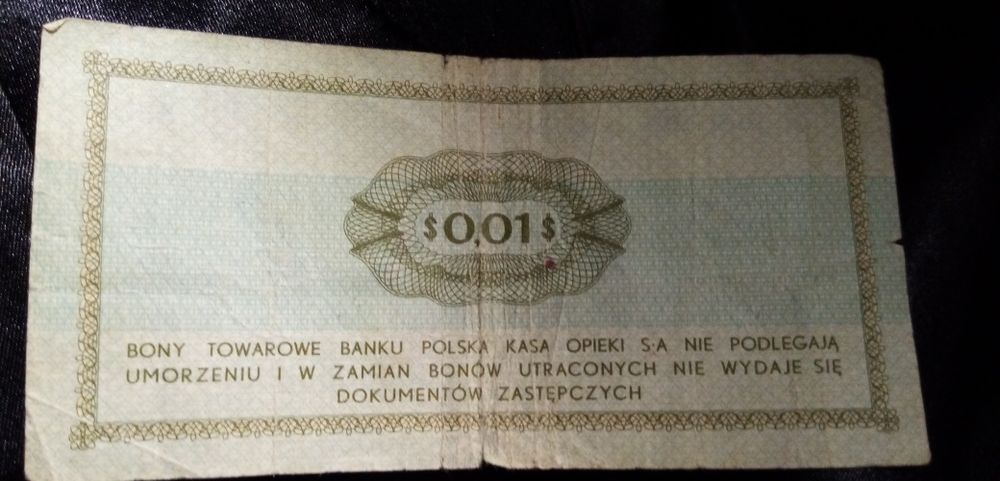 $0,01$
BONY TOWAROWE BANKU POLSKA KASA OPIEKI S·A NIE PODLEGAJĄ
UMORZENIU I W ZAMIAN BONÓW UTRACONYCH NIE WYDAJE SIĘ
DOKUMENTÓW ZASTĘPCZYCH